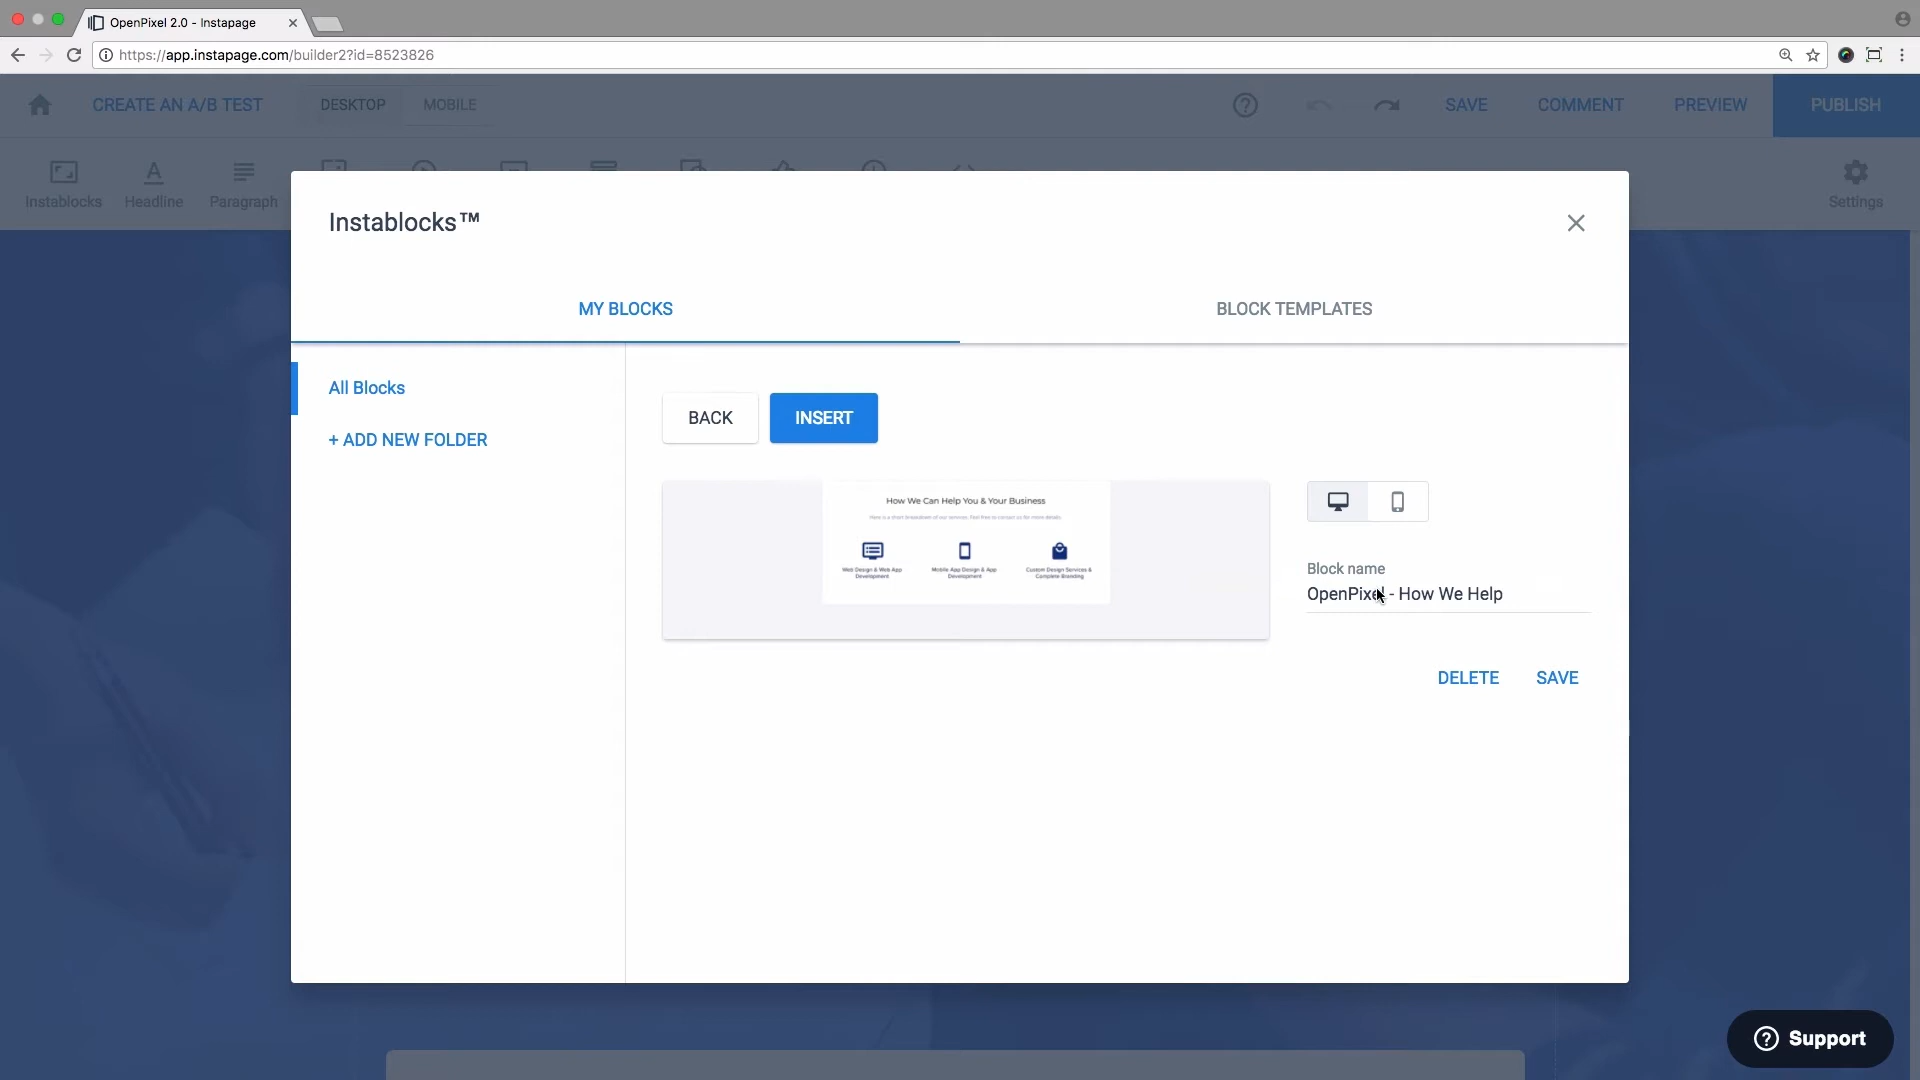 OpenPixel 2.0 - Instapage
https://app.instapage.com/builder2?id=8523826
CREATE AN A/B TEST
DESKTOP
MOBILE
SAVE
COMMENT
PREVIEW
PUBLISH
Instablocks
Headline
Paragraph
Settings
Instablocks™
MY BLOCKS
BLOCK TEMPLATES
All Blocks
+ ADD NEW FOLDER
BACK
INSERT
How We Can Help You & Your Business
Here is a short breakdown of our services. Feel free to contact us for more details.
Web Design & Web App
Development
Mobile App Design & App
Development
Custom Design Services &
Complete Branding
Block name
OpenPixel - How We Help
DELETE
SAVE
Support